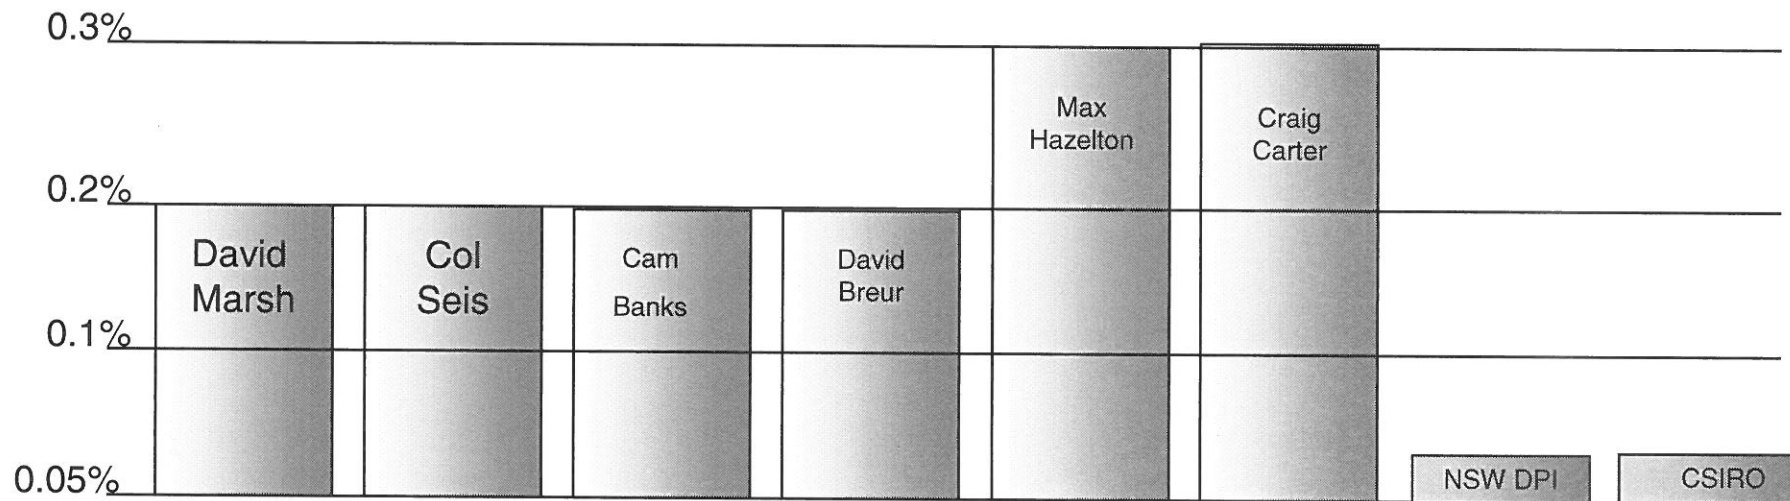 0.3%
Max
Hazelton
Craig
Carter
0.2%
David
Marsh
Col
Seis
Cam
Banks
David
Breur
0.1%
0.05%
NSW DPI
CSIRO